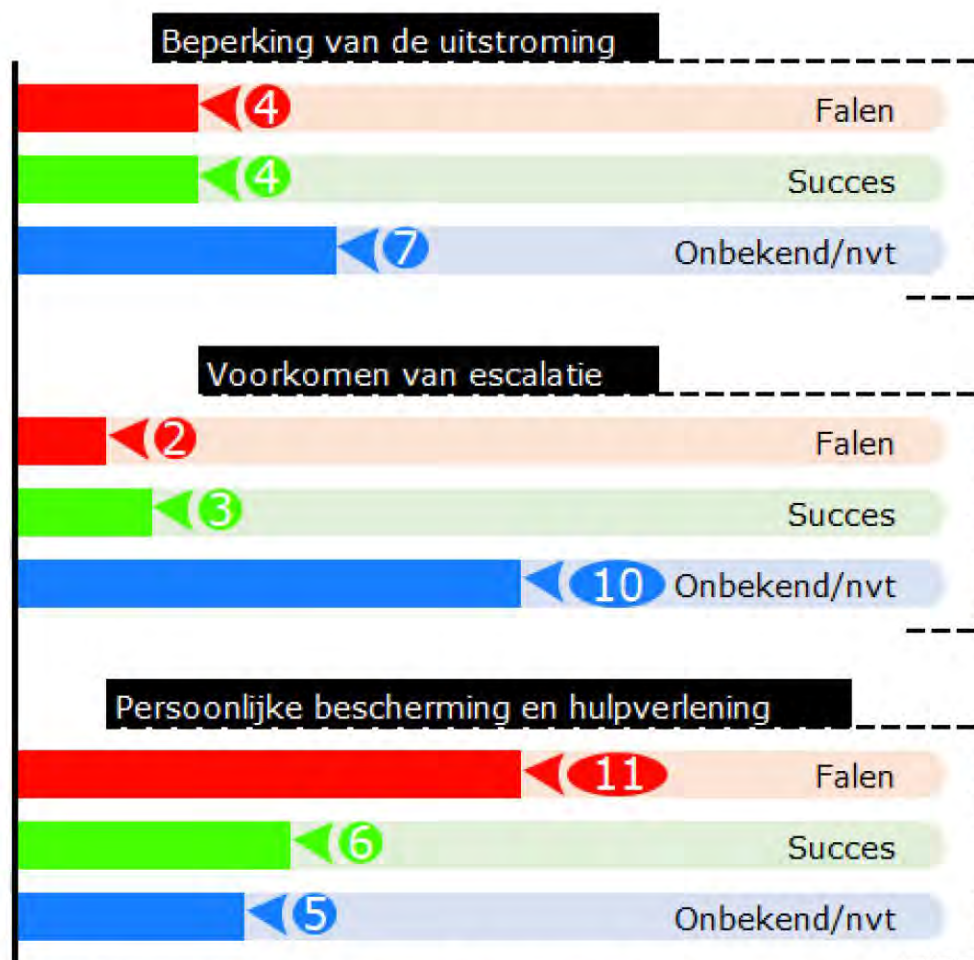 Beperking van de uitstroming
4 Falen
4 Succes
7 Onbekend/nvt
Voorkomen van escalatie
2 Falen
3 Succes
10 Onbekend/nvt
Persoonlijke bescherming en hulpverlening
11 Falen
6 Succes
5 Onbekend/nvt